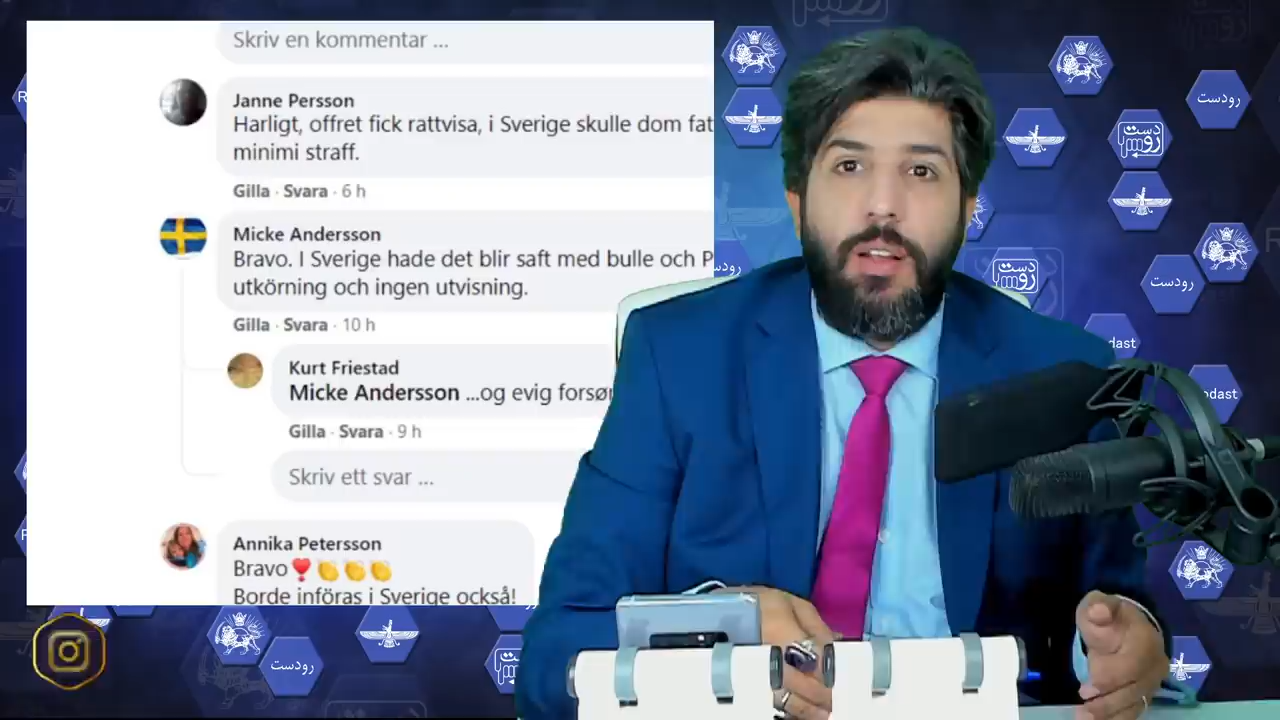 Skriv en kommentar ...
Janne Persson
Harligt, offret fick rattvisa, i Sverige skulle dom fat
minimi straff.
Gilla · Svara · 6 h
Micke Andersson
Bravo. I Sverige hade det blir saft med bulle och P
utkörning och ingen utvisning.
Gilla · Svara · 10 h
Kurt Friestad
Micke Andersson ...og evig forsør
Gilla · Svara · 9 h
Skriv ett svar ...
Annika Petersson
Bravo❣️👏👏👏
Borde införas i Sverige också!
رودست
رودست
رودست
رودست
dast
odast
رودست